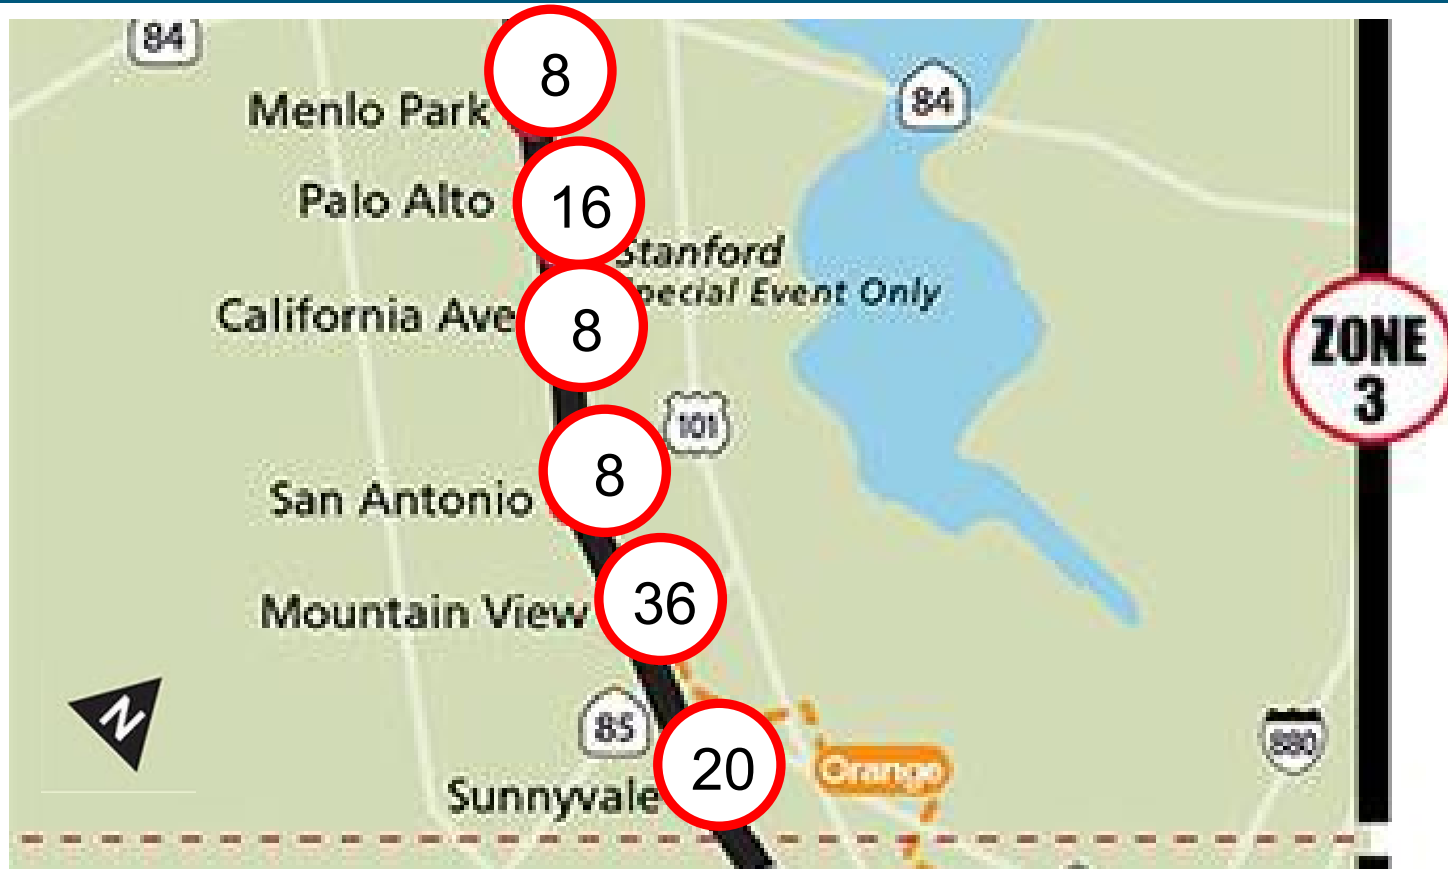 84
8
Menlo Park
84
Palo Alto
16
Stanford
Special Event Only
California Ave
8
ZONE
3
101
San Antonio
8
Mountain View
36
N
85
880
Sunnyvale
20
Orange